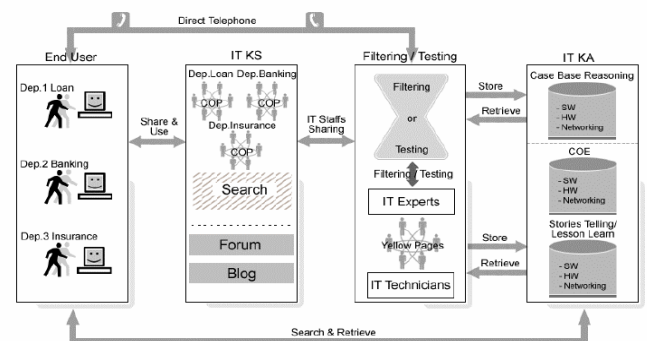 Direct Telephone
End User
IT KS
Filtering / Testing
IT KA
Dep.1 Loan
Dep.2 Banking
Dep.3 Insurance
Share &
Use
Dep.Loan Dep.Banking
COP
COP
Dep.Insurance
COP
Search
Forum
Blog
IT Staffs
Sharing
Filtering
or
Testing
Filtering / Testing
IT Experts
Yellow Pages
IT Technicians
Store
Retrieve
Store
Retrieve
Case Base Reasoning
- SW
- HW
- Networking
COE
- SW
- HW
- Networking
Stories Telling/
Lesson Learn
- SW
- HW
- Networking
Search & Retrieve